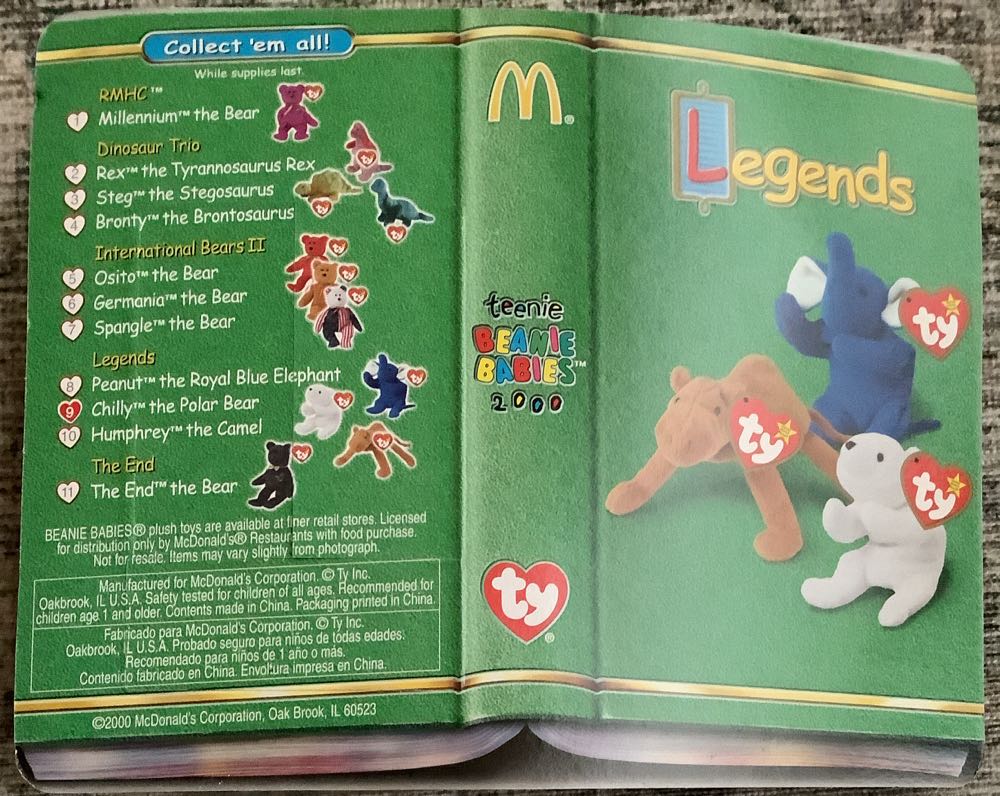 Collect 'em all!
While supplies last.
RMHC™
1 Millennium™ the Bear
Dinosaur Trio
2 Rex™ the Tyrannosaurus Rex
3 Steg™ the Stegosaurus
4 Bronty™ the Brontosaurus
International Bears II
5 Osito™ the Bear
6 Germania™ the Bear
7 Spangle™ the Bear
Legends
8 Peanut™ the Royal Blue Elephant
9 Chilly™ the Polar Bear
10 Humphrey™ the Camel
The End
11 The End™ the Bear
BEANIE BABIES® plush toys are available at finer retail stores. Licensed
for distribution only by McDonald's® Restaurants with food purchase.
Not for resale. Items may vary slightly from photograph.
Manufactured for McDonald's Corporation. © Ty Inc.
Oakbrook, IL U.S.A. Safety tested for children of all ages. Recommended for
children age 1 and older. Contents made in China. Packaging printed in China.
Fabricado para McDonald's Corporation. © Ty Inc.
Oakbrook, IL U.S.A. Probado seguro para niños de todas edades.
Recomendado para niños de 1 año o más.
Contenido fabricado en China. Envoltura impresa en China.
©2000 McDonald's Corporation, Oak Brook, IL 60523
M®
teenie
BEANIE
BABIES™
2000
ty®
Legends
ty
ty
ty